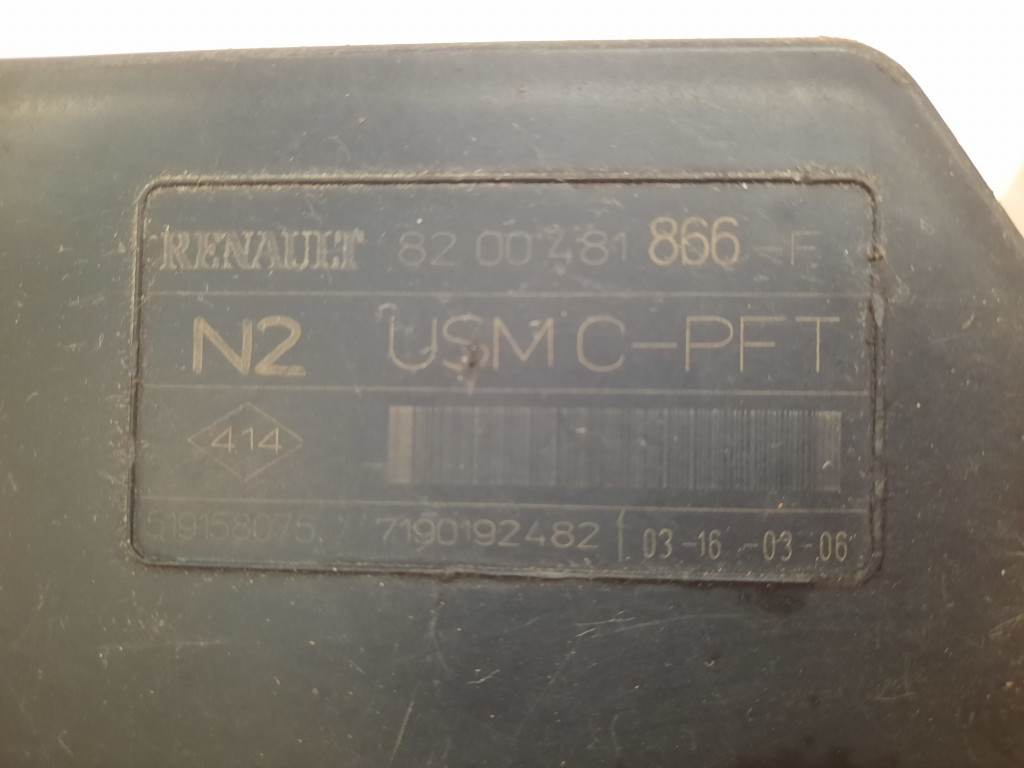 RENAULT 82 00 481 866 -F
N2 USM C-PFT
414
519158075 7190192482 03-16 -03-06